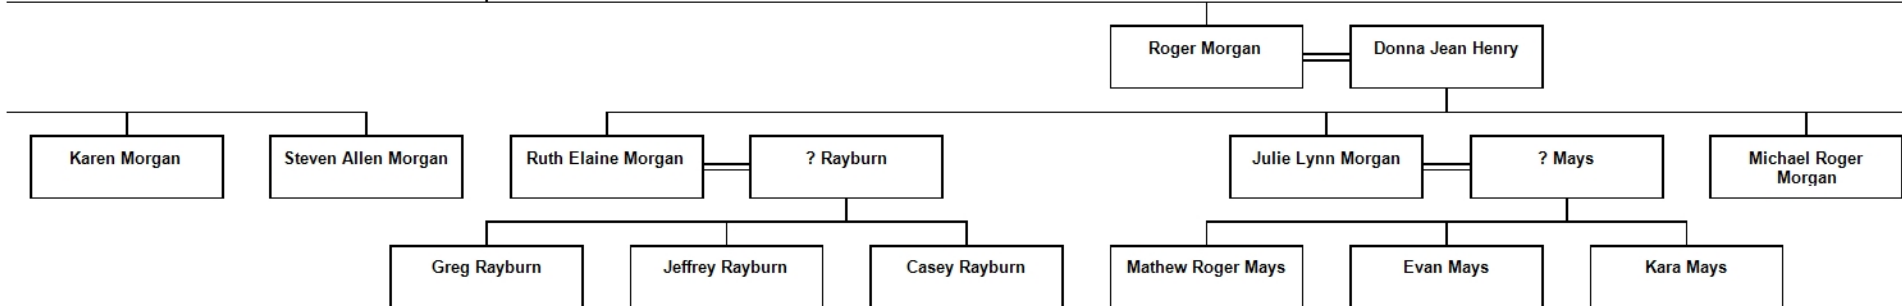 Roger Morgan
Donna Jean Henry
Karen Morgan
Steven Allen Morgan
Ruth Elaine Morgan
? Rayburn
Julie Lynn Morgan
? Mays
Michael Roger
Morgan
Greg Rayburn
Jeffrey Rayburn
Casey Rayburn
Mathew Roger Mays
Evan Mays
Kara Mays